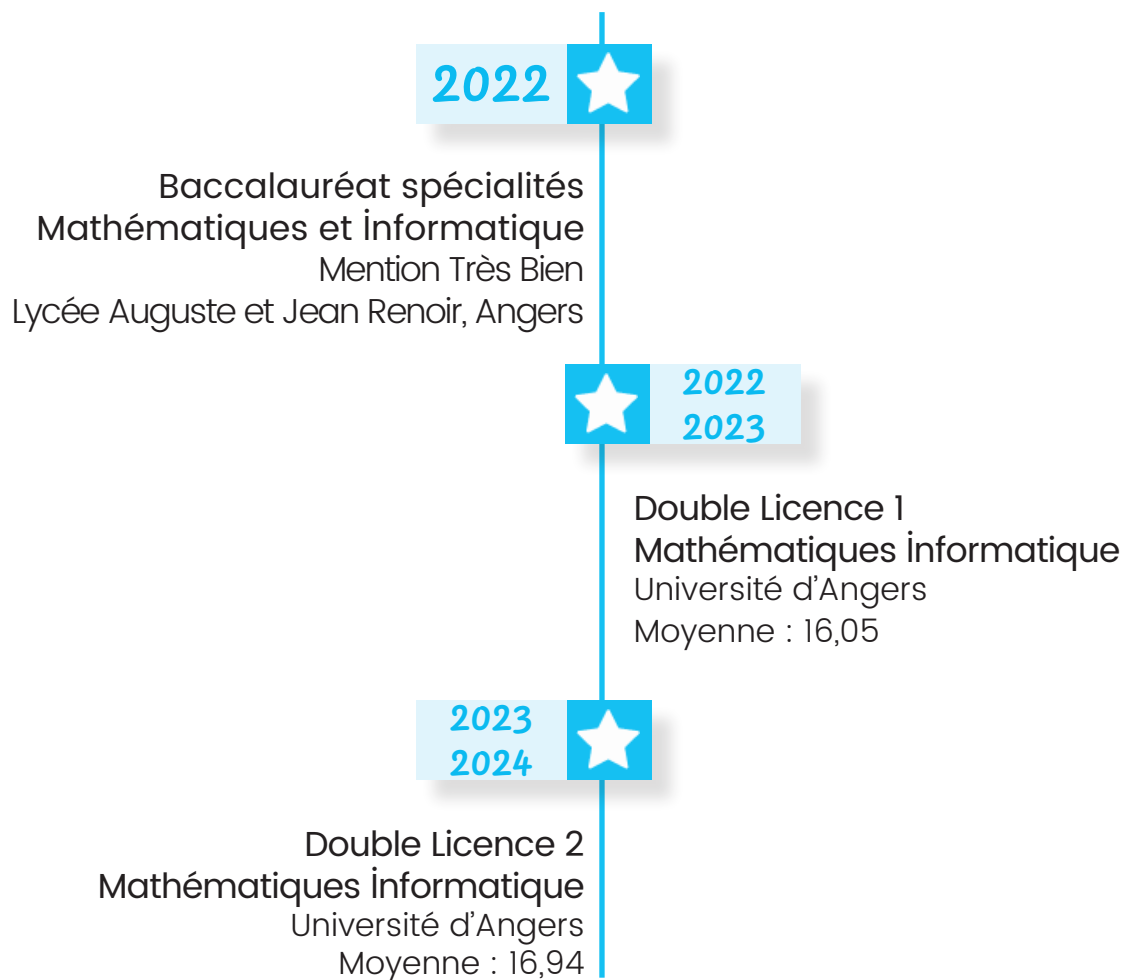 2022
Baccalauréat spécialités
Mathématiques et İnformatique
Mention Très Bien
Lycée Auguste et Jean Renoir, Angers
2022
2023
Double Licence 1
Mathématiques İnformatique
Université d'Angers
Moyenne : 16,05
2023
2024
Double Licence 2
Mathématiques İnformatique
Université d'Angers
Moyenne : 16,94